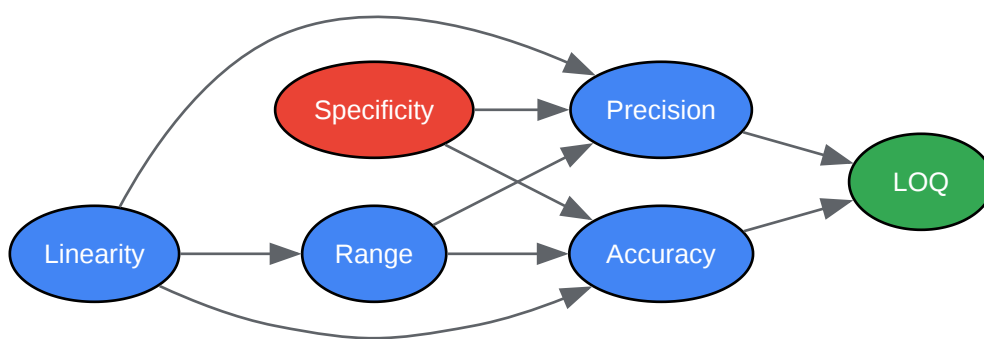 Specificity
Precision
LOQ
Linearity
Range
Accuracy